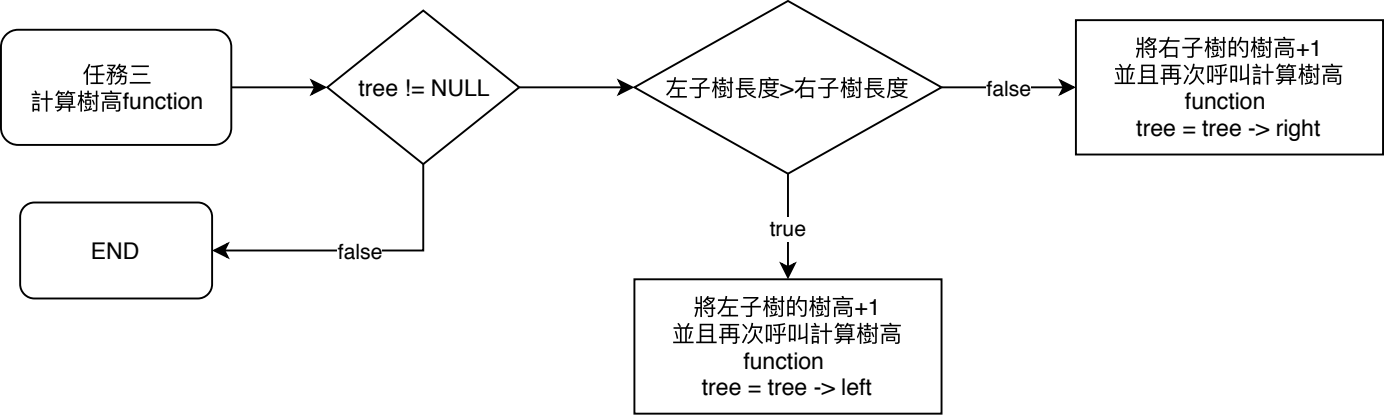 任務三
計算樹高function
tree != NULL
左子樹長度>右子樹長度
false
將右子樹的樹高+1
並且再次呼叫計算樹高
function
tree = tree -> right
END
false
true
將左子樹的樹高+1
並且再次呼叫計算樹高
function
tree = tree -> left